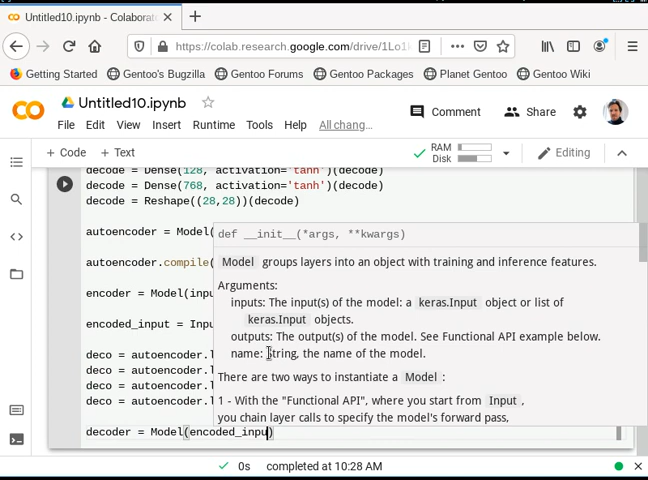 Untitled10.ipynb - Colaborat
https://colab.research.google.com/drive/1Lo1
Getting Started Gentoo's Bugzilla Gentoo Forums Gentoo Packages Planet Gentoo Gentoo Wiki
Untitled10.ipynb
Comment Share
File Edit View Insert Runtime Tools Help All chang…
+ Code + Text RAM Disk Editing
decode = Dense(128, activation='tanh')(decode)
decode = Dense(768, activation='tanh')(decode)
decode = Reshape((28,28))(decode)
autoencoder = Model(
def __init__(*args, **kwargs)
autoencoder.compile(
Model groups layers into an object with training and inference features.
Arguments:
encoder = Model(inpu
inputs: The input(s) of the model: a keras.Input object or list of
keras.Input objects.
encoded_input = Inpu
outputs: The output(s) of the model. See Functional API example below.
name: String, the name of the model.
deco = autoencoder.l
deco = autoencoder.l
deco = autoencoder.l
deco = autoencoder.l
There are two ways to instantiate a Model:
1 - With the "Functional API", where you start from Input,
you chain layer calls to specify the model's forward pass,
decoder = Model(encoded_inpu)
0s completed at 10:28 AM